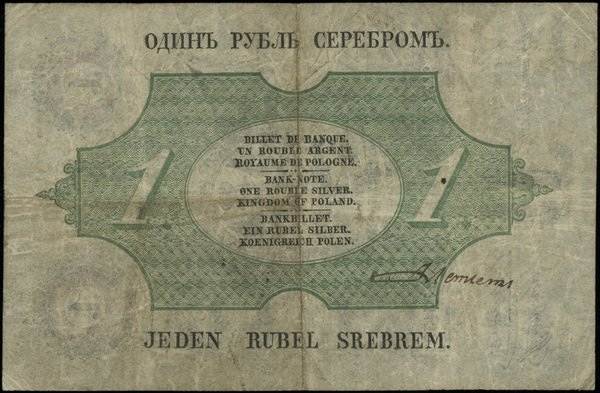 ОДИНЪ РУБЛЬ СЕРЕБРОМЪ.
BILLET DE BANQUE.
UN ROUBLE ARGENT.
ROYAUME DE POLOGNE.
BANK-NOTE.
ONE ROUBLE SILVER.
KINGDOM OF POLAND.
BANKBILLET.
EIN RUBEL SILBER.
KOENIGREICH POLEN.
1 1
JEDEN RUBEL SREBREM.